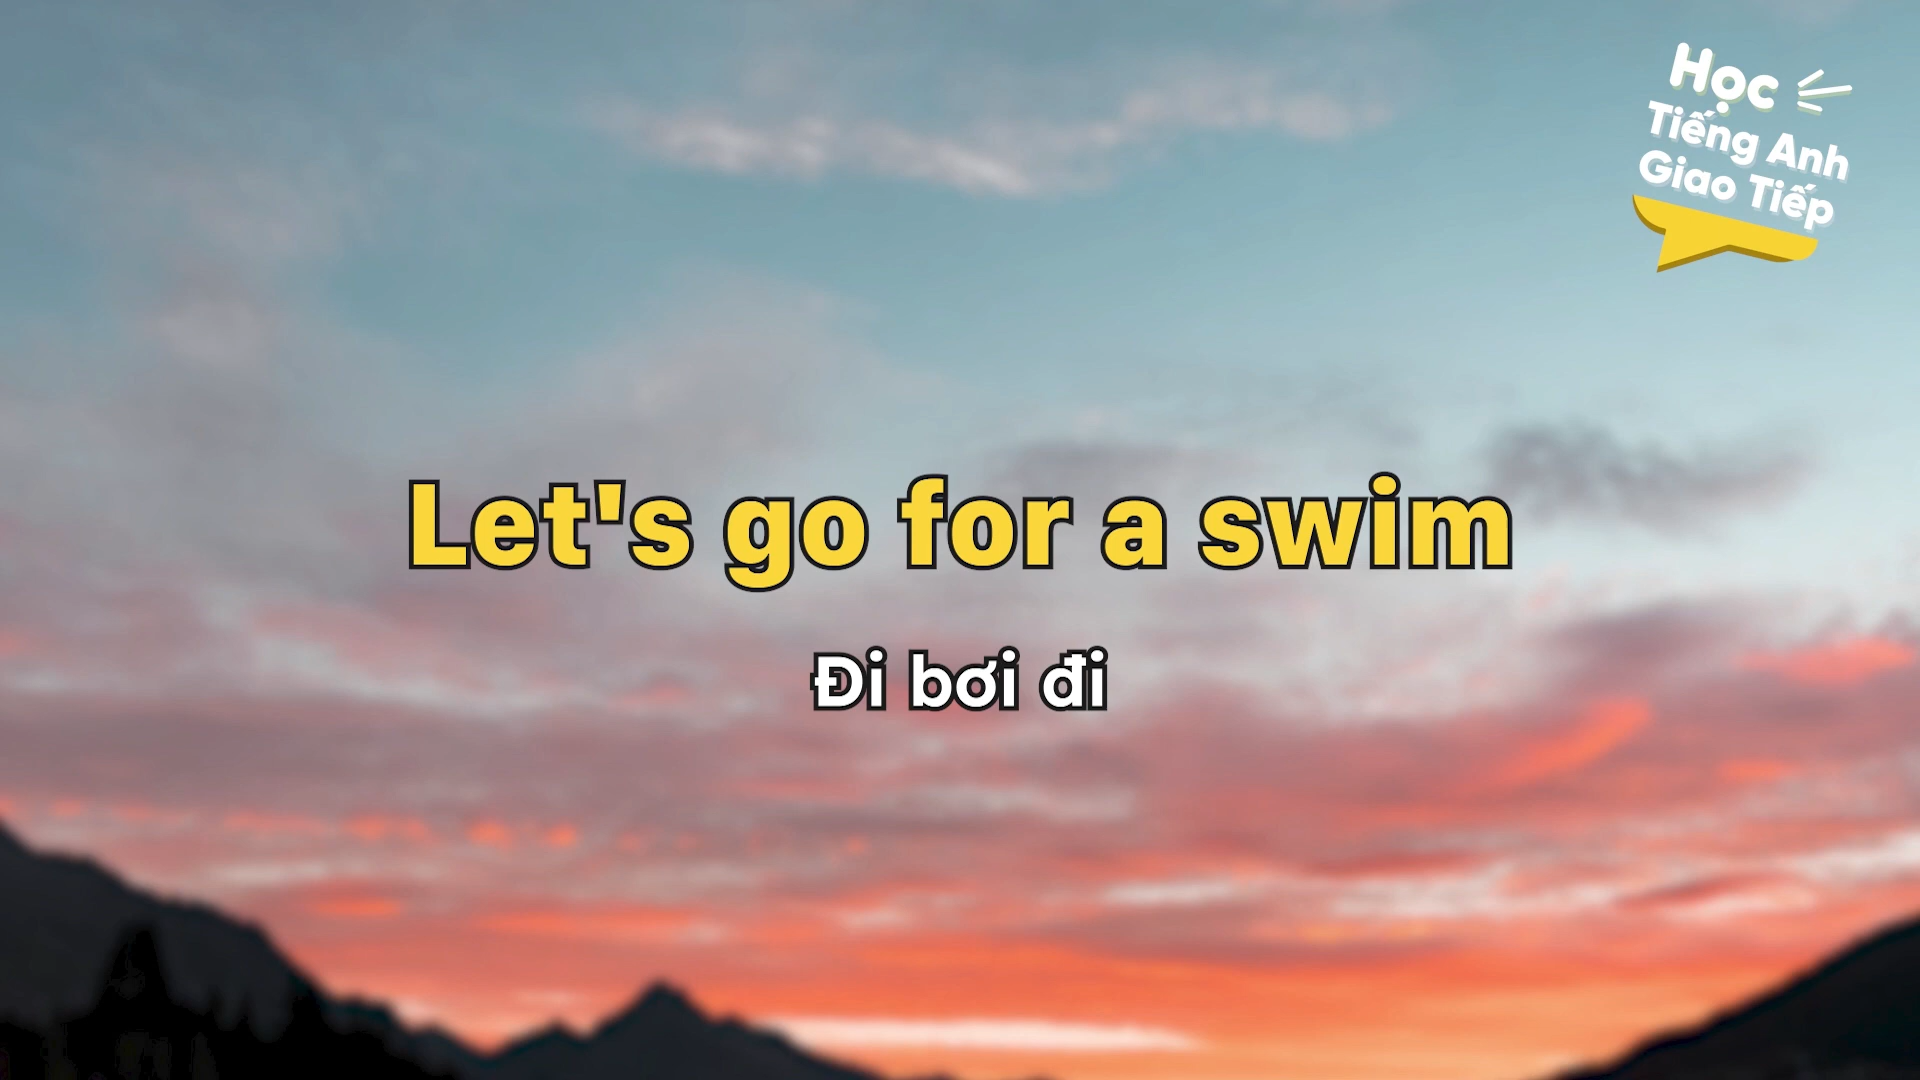 Học
Tiếng Anh
Giao Tiếp
Let's go for a swim
Đi bơi đi